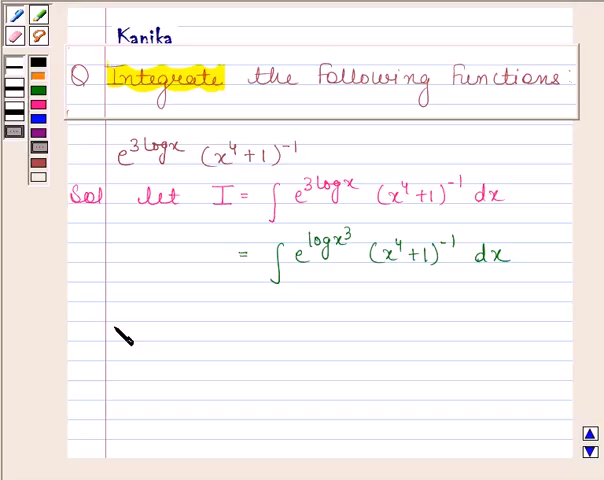 Kanika
Q Integrate the following functions:
e^{3 log x} (x^4+1)^{-1}
Sol let I = ∫ e^{3 log x} (x^4+1)^{-1} dx
= ∫ e^{log x^3} (x^4+1)^{-1} dx